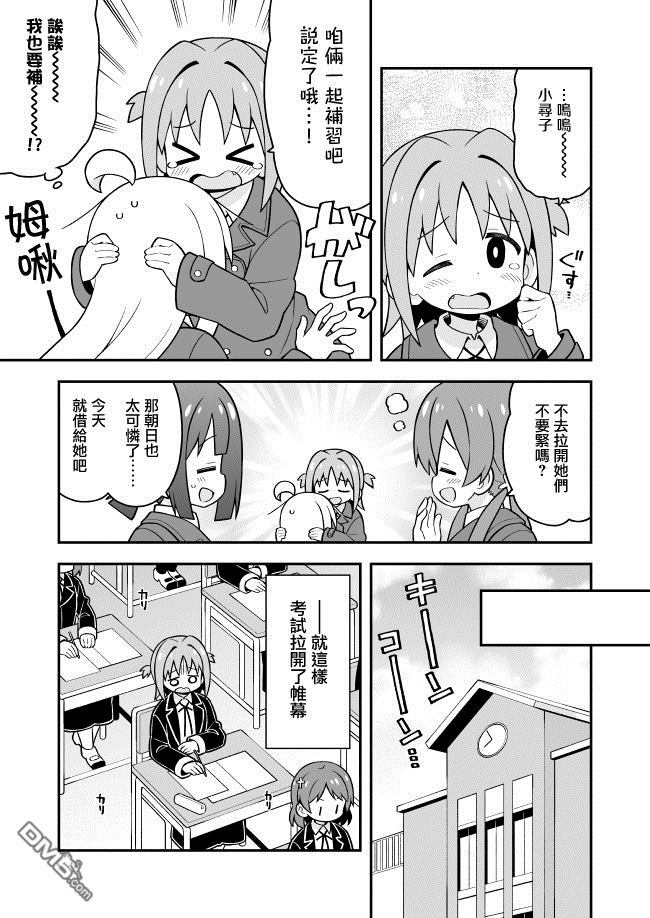 …嗚嗚~~~~
小尋子
ぐす…
咱倆一起補習吧
說定了哦…！
がしっ
誒誒~~~~
我也要補~~~~!?
姆啾——
不去拉開她們
不要緊嗎？
那朝日也
太可憐了……
今天
就借給她吧
キーーン
コーーン…
——就這樣
考試拉開了帷幕
カリ
カリ
カリ
DM5.com